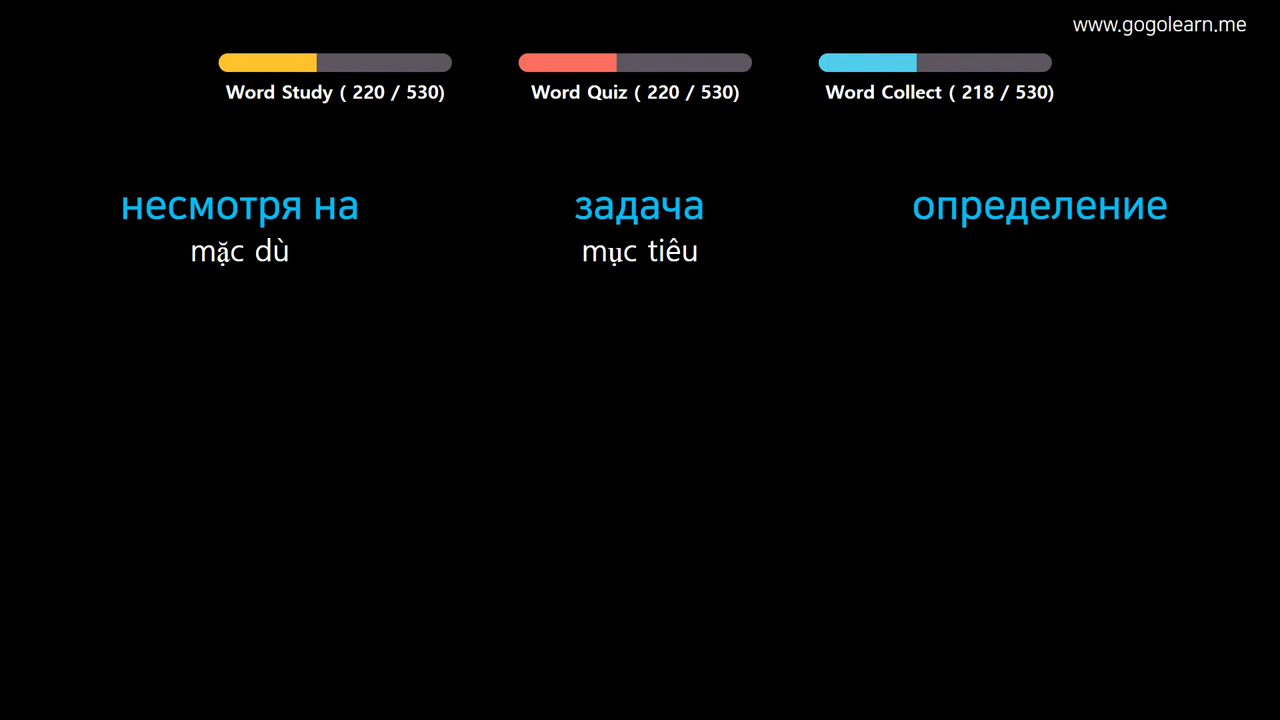 www.gogolearn.me
Word Study ( 220 / 530)
Word Quiz ( 220 / 530)
Word Collect ( 218 / 530)
несмотря на
задача
определение
mặc dù
mục tiêu